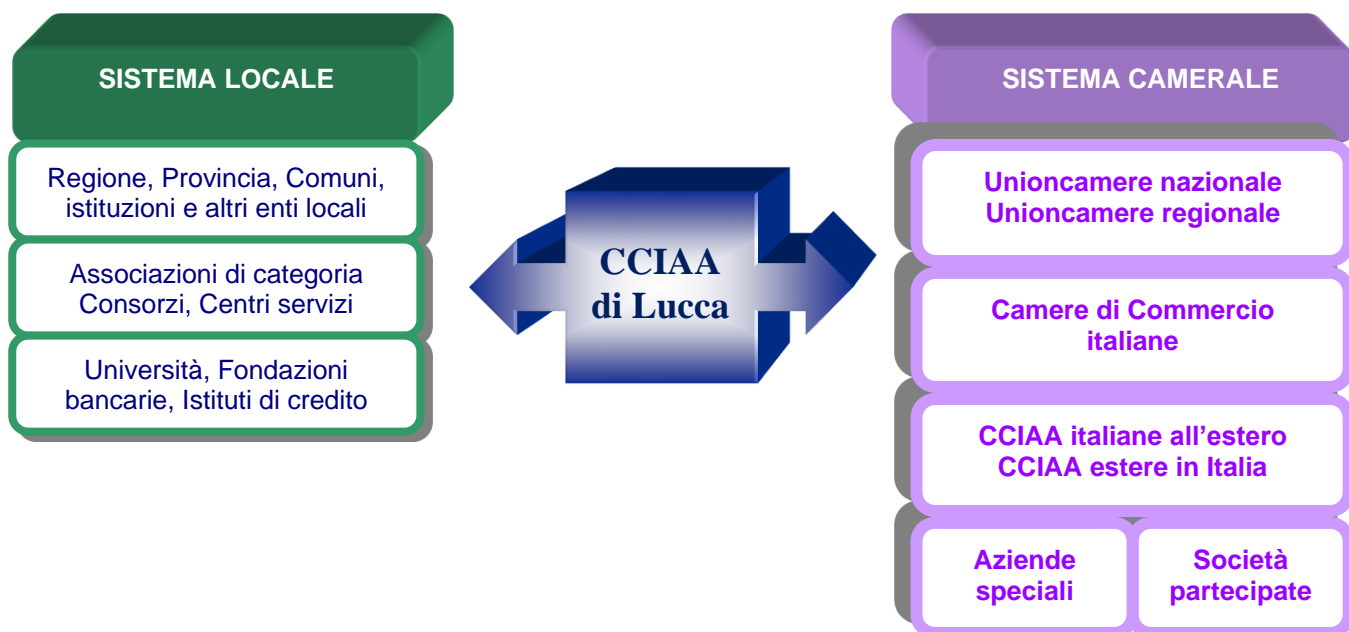 SISTEMA LOCALE
Regione, Provincia, Comuni,
istituzioni e altri enti locali
Associazioni di categoria
Consorzi, Centri servizi
Università, Fondazioni
bancarie, Istituti di credito
CCIAA
di Lucca
SISTEMA CAMERALE
Unioncamere nazionale
Unioncamere regionale
Camere di Commercio
italiane
CCIAA italiane all’estero
CCIAA estere in Italia
Aziende
speciali
Società
partecipate